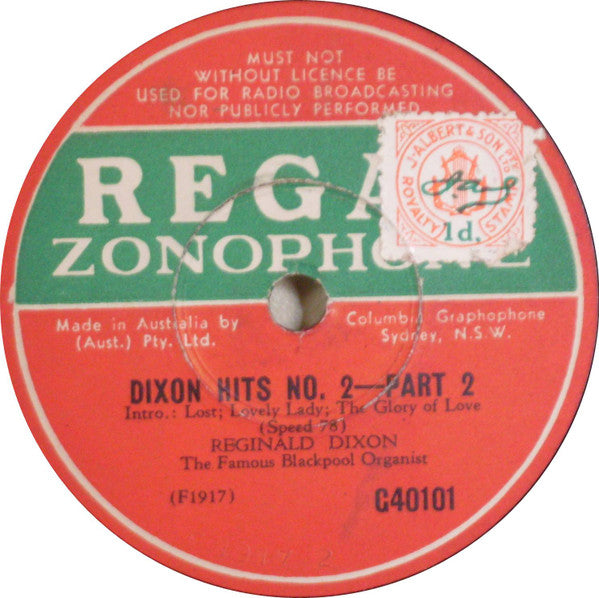 MUST NOT
WITHOUT LICENCE BE
USED FOR RADIO BROADCASTING
NOR PUBLICLY PERFORMED
REGA
ZONOPHONE
J. ALBERT & SON PTY. LTD.
ROYALTY STAMP
1d.
Made in Australia by Columbia Graphophone
(Aust.) Pty. Ltd. Sydney, N.S.W.
DIXON HITS NO. 2—PART 2
Intro.: Lost; Lovely Lady; The Glory of Love
(Speed 78)
REGINALD DIXON
The Famous Blackpool Organist
(F1917) G40101